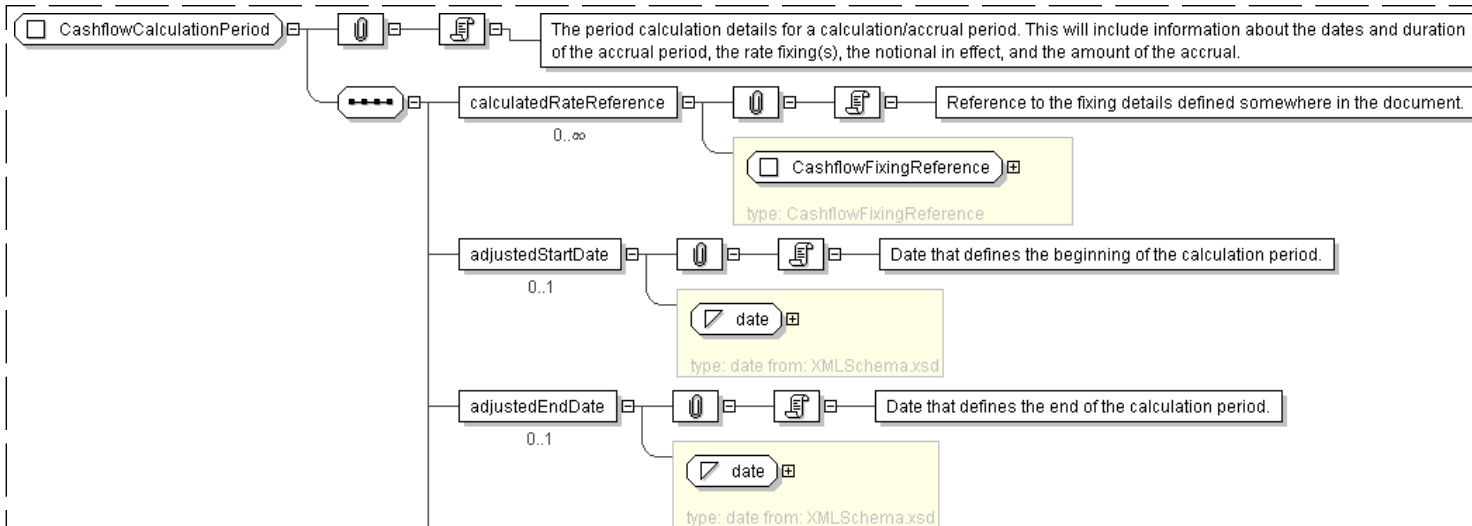 CashflowCalculationPeriod
The period calculation details for a calculation/accrual period. This will include information about the dates and duration
of the accrual period, the rate fixing(s), the notional in effect, and the amount of the accrual.
calculatedRateReference
Reference to the fixing details defined somewhere in the document.
0..∞
CashflowFixingReference
type: CashflowFixingReference
adjustedStartDate
Date that defines the beginning of the calculation period.
0..1
date
type: date from: XMLSchema.xsd
adjustedEndDate
Date that defines the end of the calculation period.
0..1
date
type: date from: XMLSchema.xsd